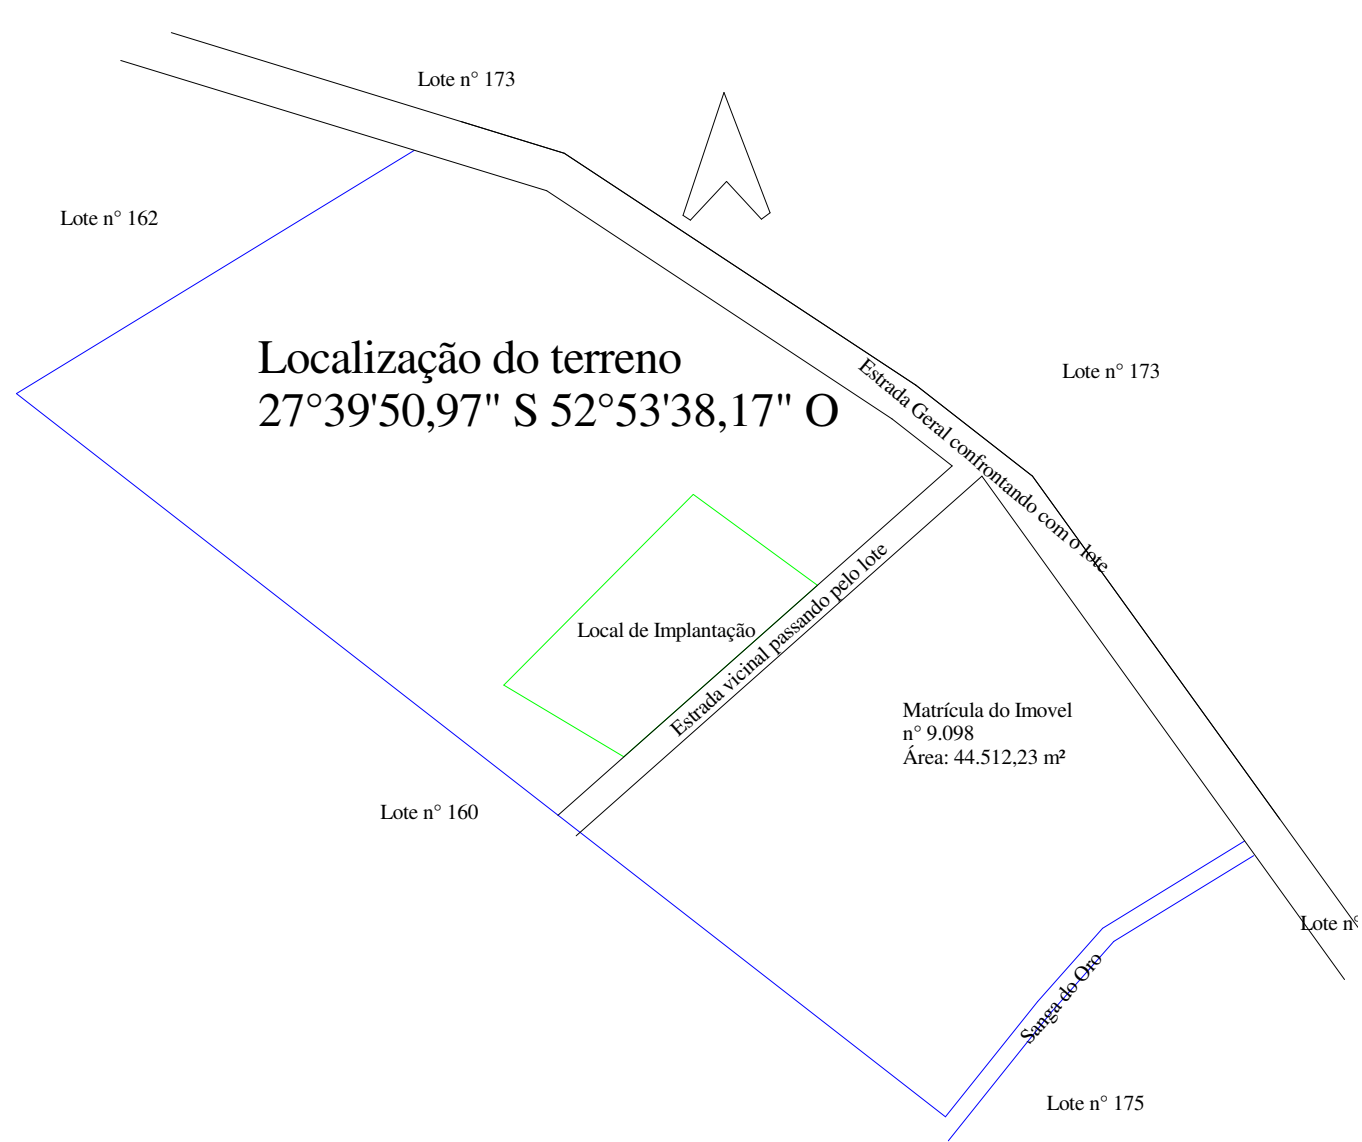 Lote n° 173
Lote n° 162
Localização do terreno
27°39'50,97" S 52°53'38,17" O
Lote n° 173
Estrada Geral confrontando com o lote
Local de Implantação
Estrada vicinal passando pelo lote
Matrícula do Imovel
n° 9.098
Área: 44.512,23 m²
Lote n° 160
Lote n°
Sanga do Oro
Lote n° 175